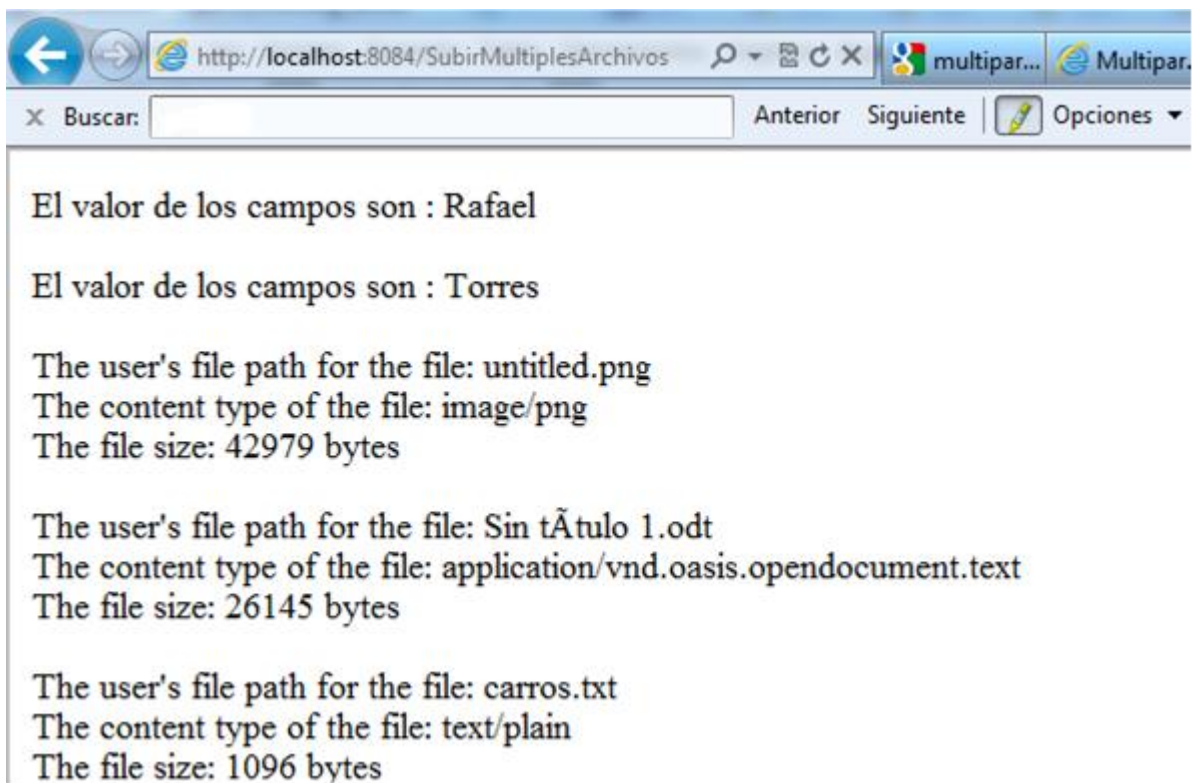 http://localhost:8084/SubirMultiplesArchivos multipar... Multipar.
x Buscar: Anterior Siguiente Opciones
El valor de los campos son : Rafael
El valor de los campos son : Torres
The user's file path for the file: untitled.png
The content type of the file: image/png
The file size: 42979 bytes
The user's file path for the file: Sin tÃtulo 1.odt
The content type of the file: application/vnd.oasis.opendocument.text
The file size: 26145 bytes
The user's file path for the file: carros.txt
The content type of the file: text/plain
The file size: 1096 bytes